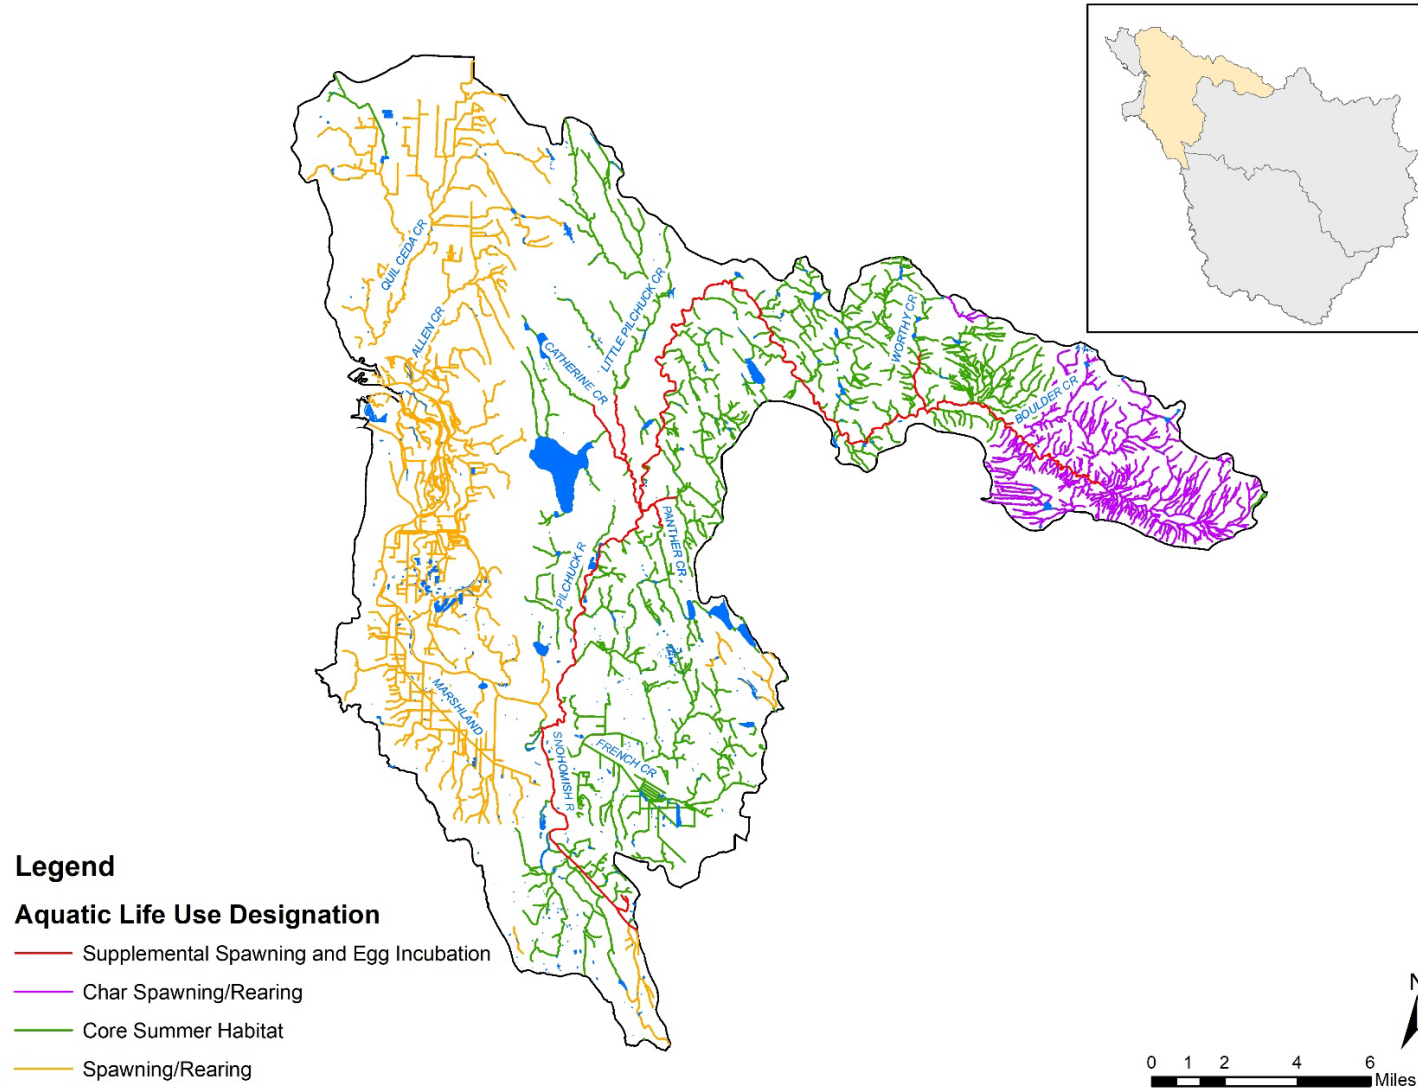 QUIL CEDA CR
ALLEN CR
CATHERINE CR
LITTLE PILCHUCK CR
WORTHY CR
BOULDER CR
PANTHER CR
PILCHUCK R
MARSHLAND
SNOHOMISH R
FRENCH CR
Legend
Aquatic Life Use Designation
Supplemental Spawning and Egg Incubation
Char Spawning/Rearing
Core Summer Habitat
Spawning/Rearing
N
0 1 2 4 6
Miles